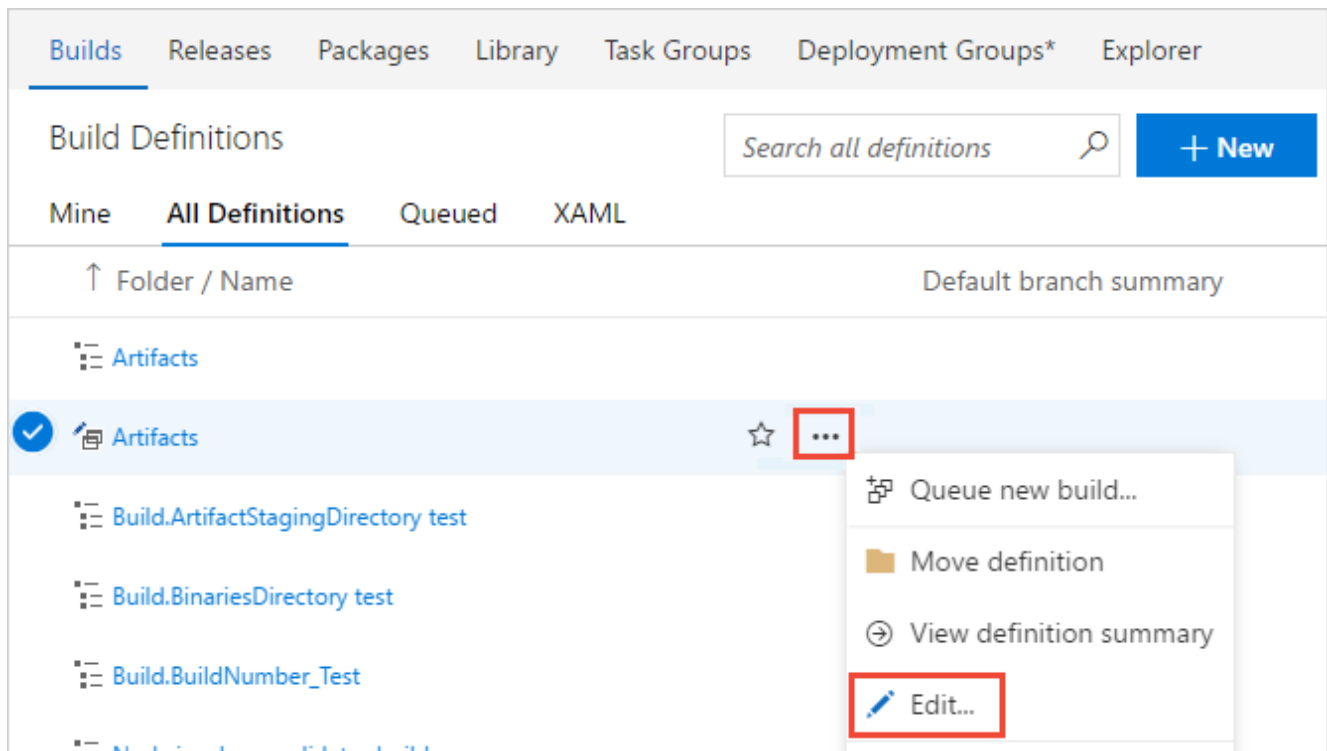 Builds Releases Packages Library Task Groups Deployment Groups* Explorer
Build Definitions
Search all definitions
+ New
Mine All Definitions Queued XAML
↑ Folder / Name Default branch summary
Artifacts
Artifacts
Queue new build...
Build.ArtifactStagingDirectory test
Move definition
Build.BinariesDirectory test
View definition summary
Build.BuildNumber_Test
Edit...